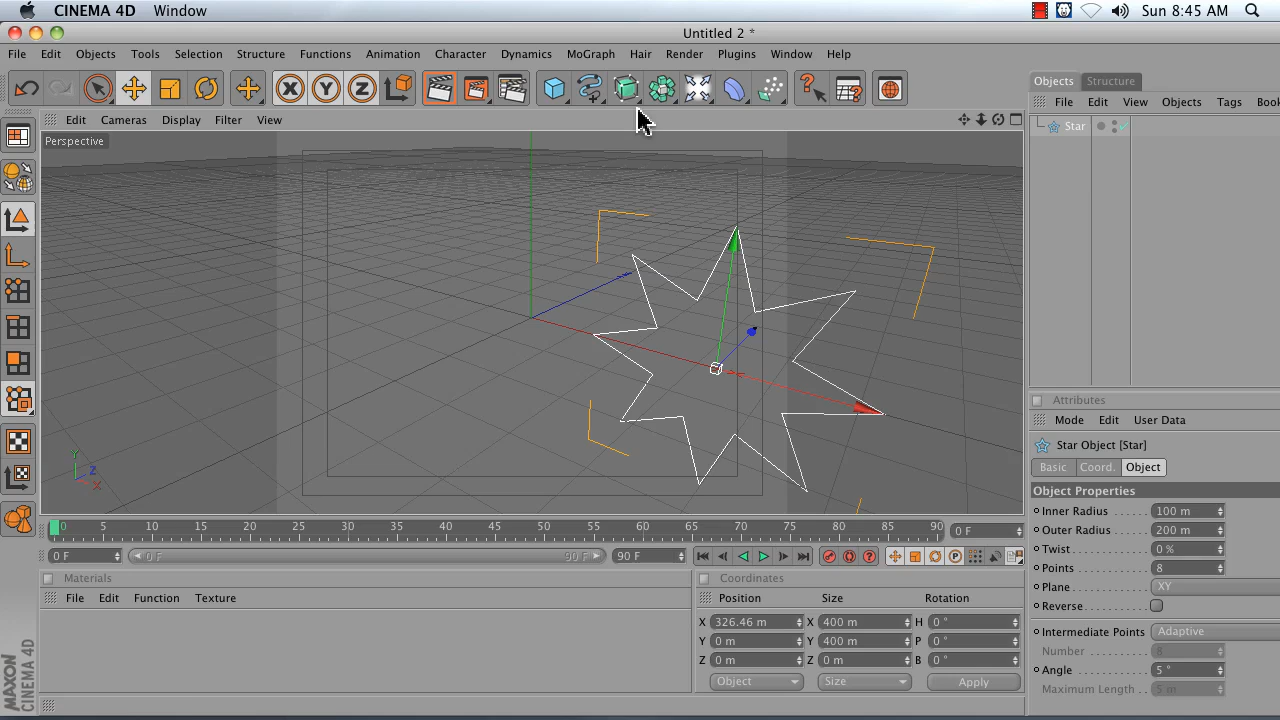 CINEMA 4D Window Sun 8:45 AM
Untitled 2 *
File Edit Objects Tools Selection Structure Functions Animation Character Dynamics MoGraph Hair Render Plugins Window Help
X Y Z
Objects Structure
File Edit View Objects Tags Book
Edit Cameras Display Filter View
Star
Perspective
Y
Z
X
Attributes
Mode Edit User Data
Star Object [Star]
Basic Coord. Object
Object Properties
Inner Radius 100 m
Outer Radius 200 m
Twist 0 %
Points 8
Plane XY
Reverse
Intermediate Points Adaptive
Number 8
Angle 5 °
Maximum Length 5 m
0 5 10 15 20 25 30 35 40 45 50 55 60 65 70 75 80 85 90 0 F
0 F 0 F 90 F 90 F
Materials
File Edit Function Texture
Coordinates
Position Size Rotation
X 326.46 m X 400 m H 0 °
Y 0 m Y 400 m P 0 °
Z 0 m Z 0 m B 0 °
Object Size Apply
MAXON
CINEMA 4D